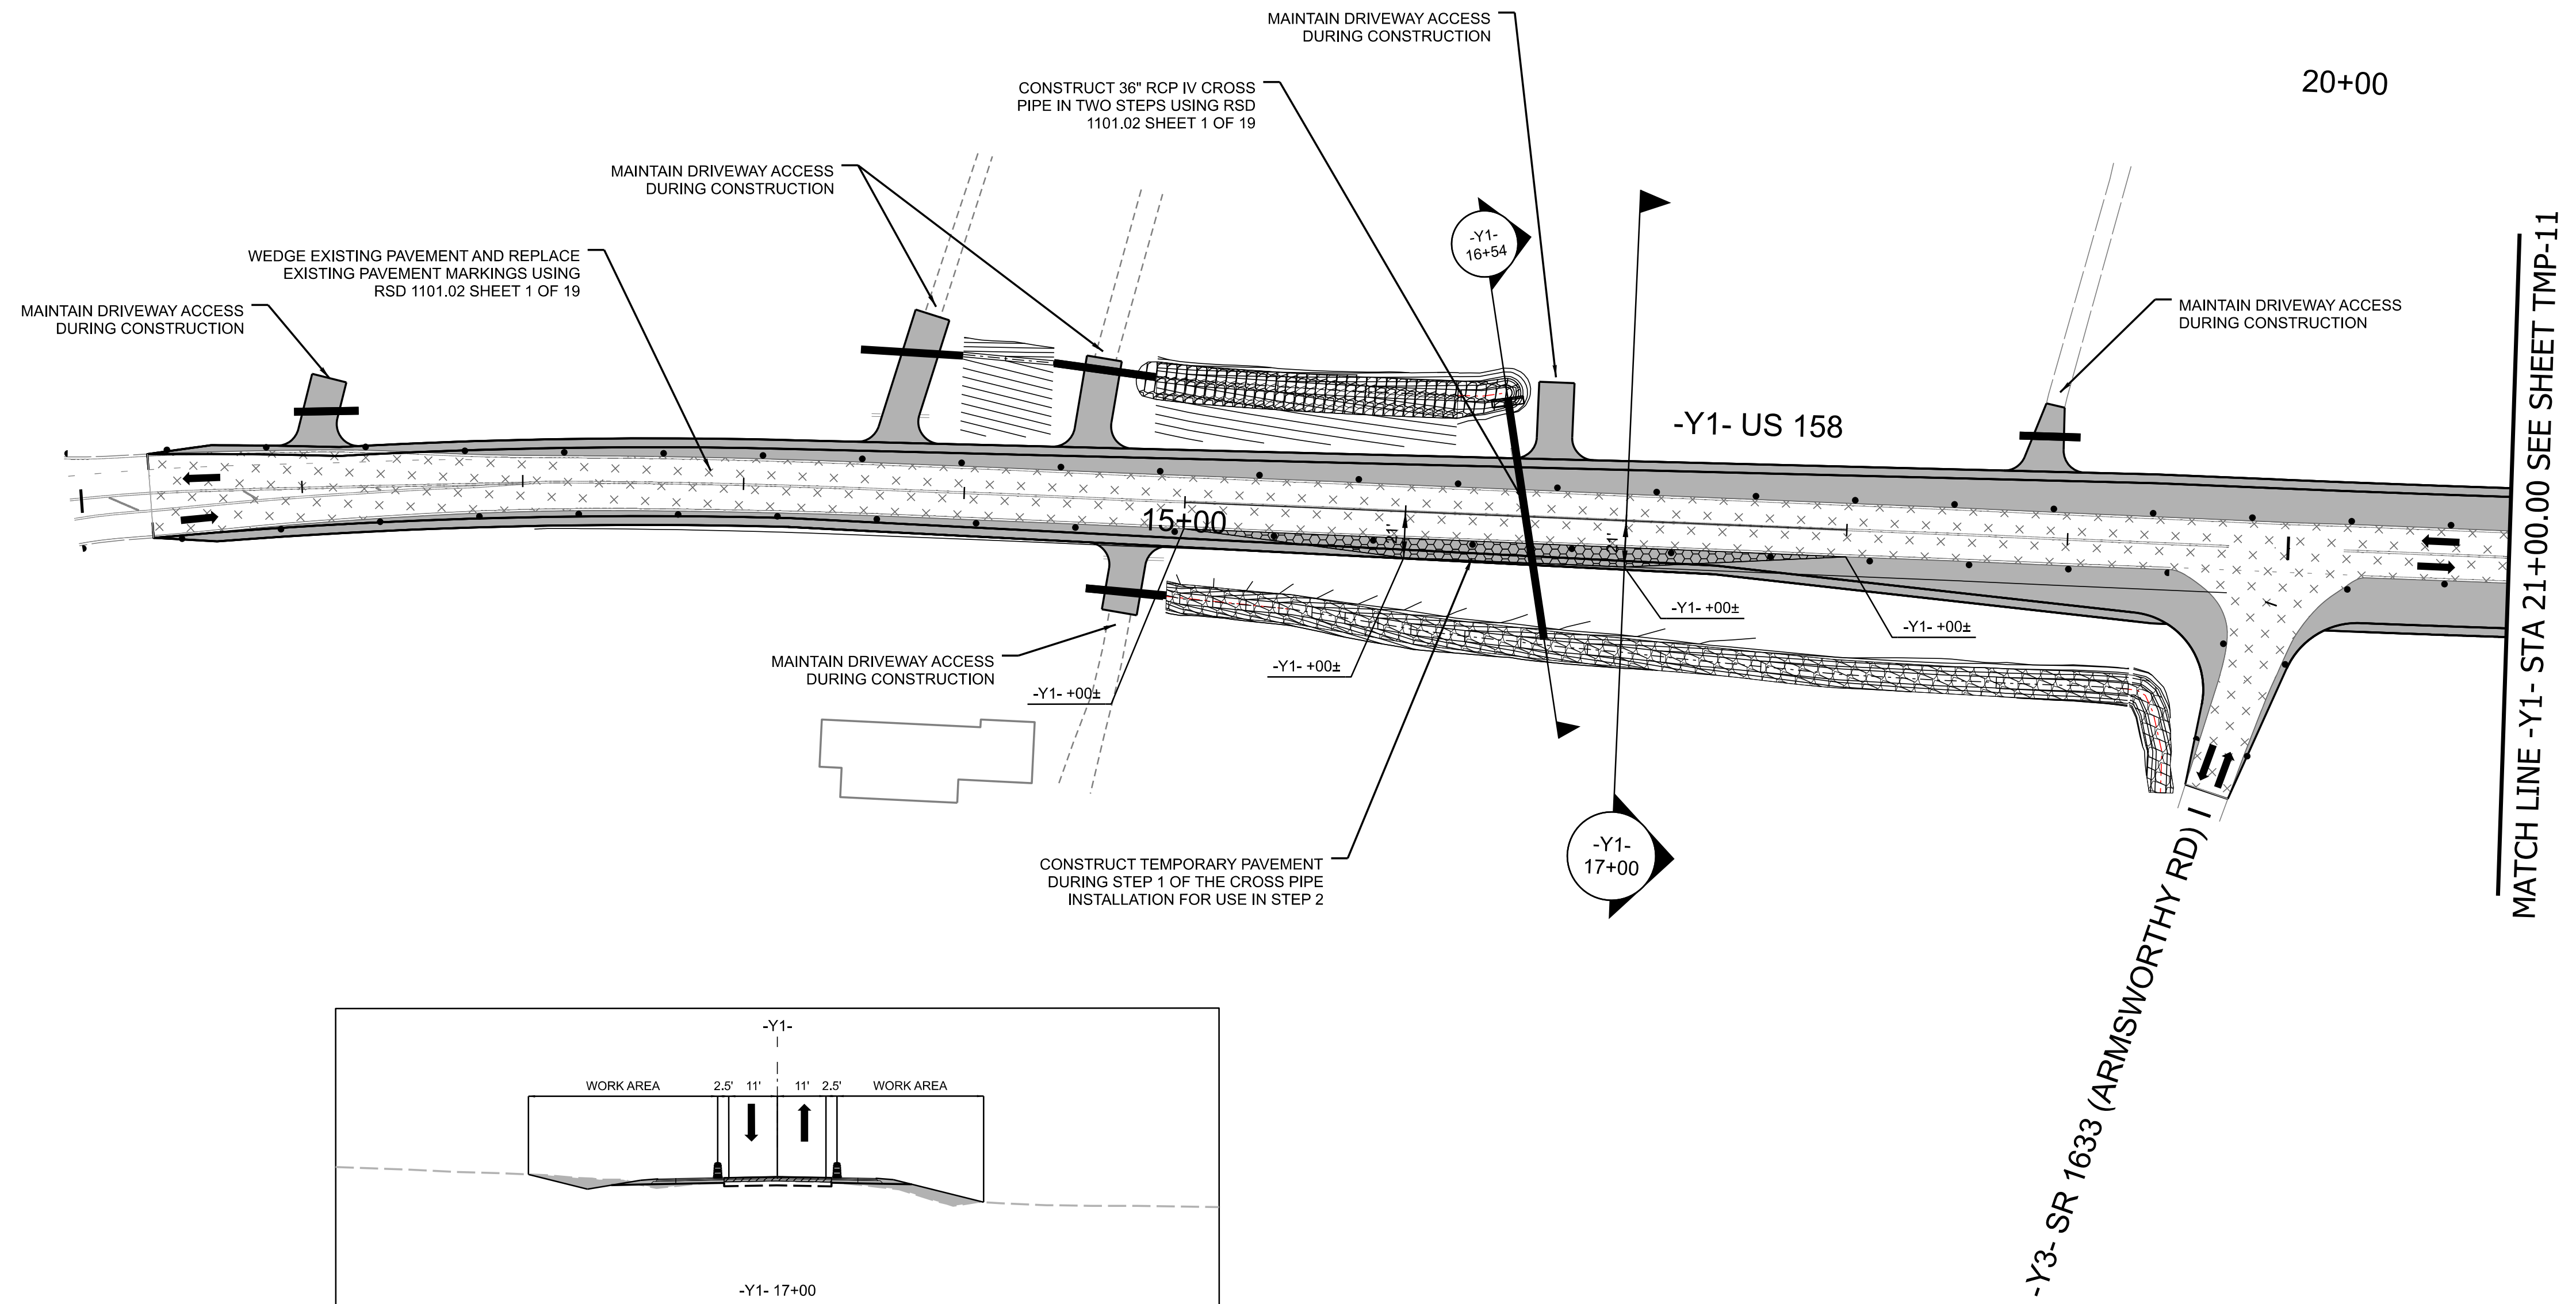 MAINTAIN DRIVEWAY ACCESS
DURING CONSTRUCTION
CONSTRUCT 36" RCP IV CROSS
PIPE IN TWO STEPS USING RSD
1101.02 SHEET 1 OF 19
20+00
MAINTAIN DRIVEWAY ACCESS
DURING CONSTRUCTION
-Y1-
16+54
WEDGE EXISTING PAVEMENT AND REPLACE
EXISTING PAVEMENT MARKINGS USING
RSD 1101.02 SHEET 1 OF 19
MAINTAIN DRIVEWAY ACCESS
DURING CONSTRUCTION
MAINTAIN DRIVEWAY ACCESS
DURING CONSTRUCTION
-Y1- US 158
MATCH LINE -Y1- STA 21+00.00 SEE SHEET TMP-11
15+00
21'
24'
-Y1- +00±
-Y1- +00±
-Y1- +00±
-Y1- +00±
MAINTAIN DRIVEWAY ACCESS
DURING CONSTRUCTION
CONSTRUCT TEMPORARY PAVEMENT
DURING STEP 1 OF THE CROSS PIPE
INSTALLATION FOR USE IN STEP 2
-Y1-
17+00
-Y3- SR 1633 (ARMSWORTHY RD)
-Y1-
WORK AREA 2.5' 11' 11' 2.5' WORK AREA
-Y1- 17+00